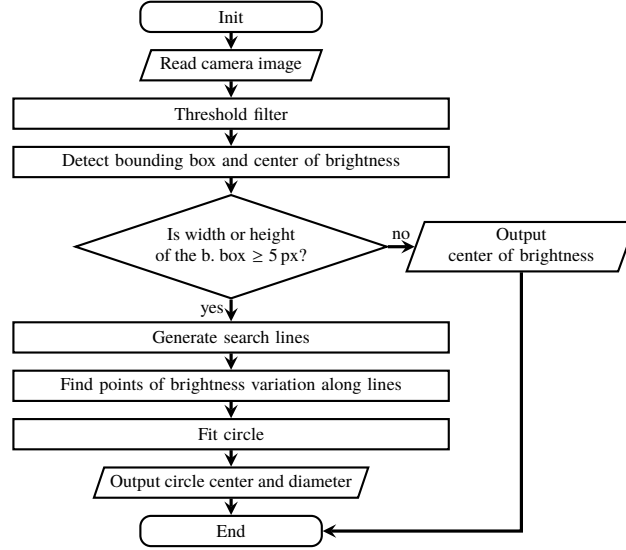 Init
Read camera image
Threshold filter
Detect bounding box and center of brightness
Is width or height
of the b. box ≥ 5 px?
no
Output
center of brightness
yes
Generate search lines
Find points of brightness variation along lines
Fit circle
Output circle center and diameter
End